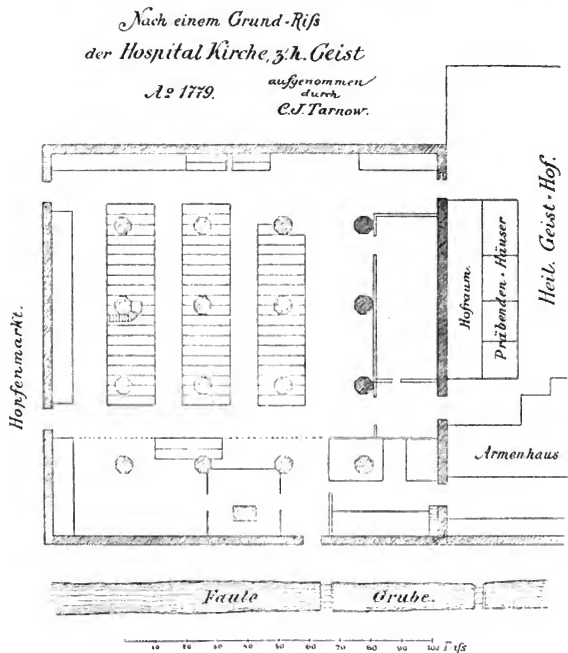 Nach einem Grund-Riſs
der Hospital Kirche, z. h. Geist
Ao 1779.
aufgenommen
durch
C. J. Tarnow.
Heil. Geist-Hof.
Hofraum.
Präbenden-Häuser
Hopfenmarkt.
Armenhaus
Faule Grube.
10 20 30 40 50 60 70 80 90 100 Fuſs